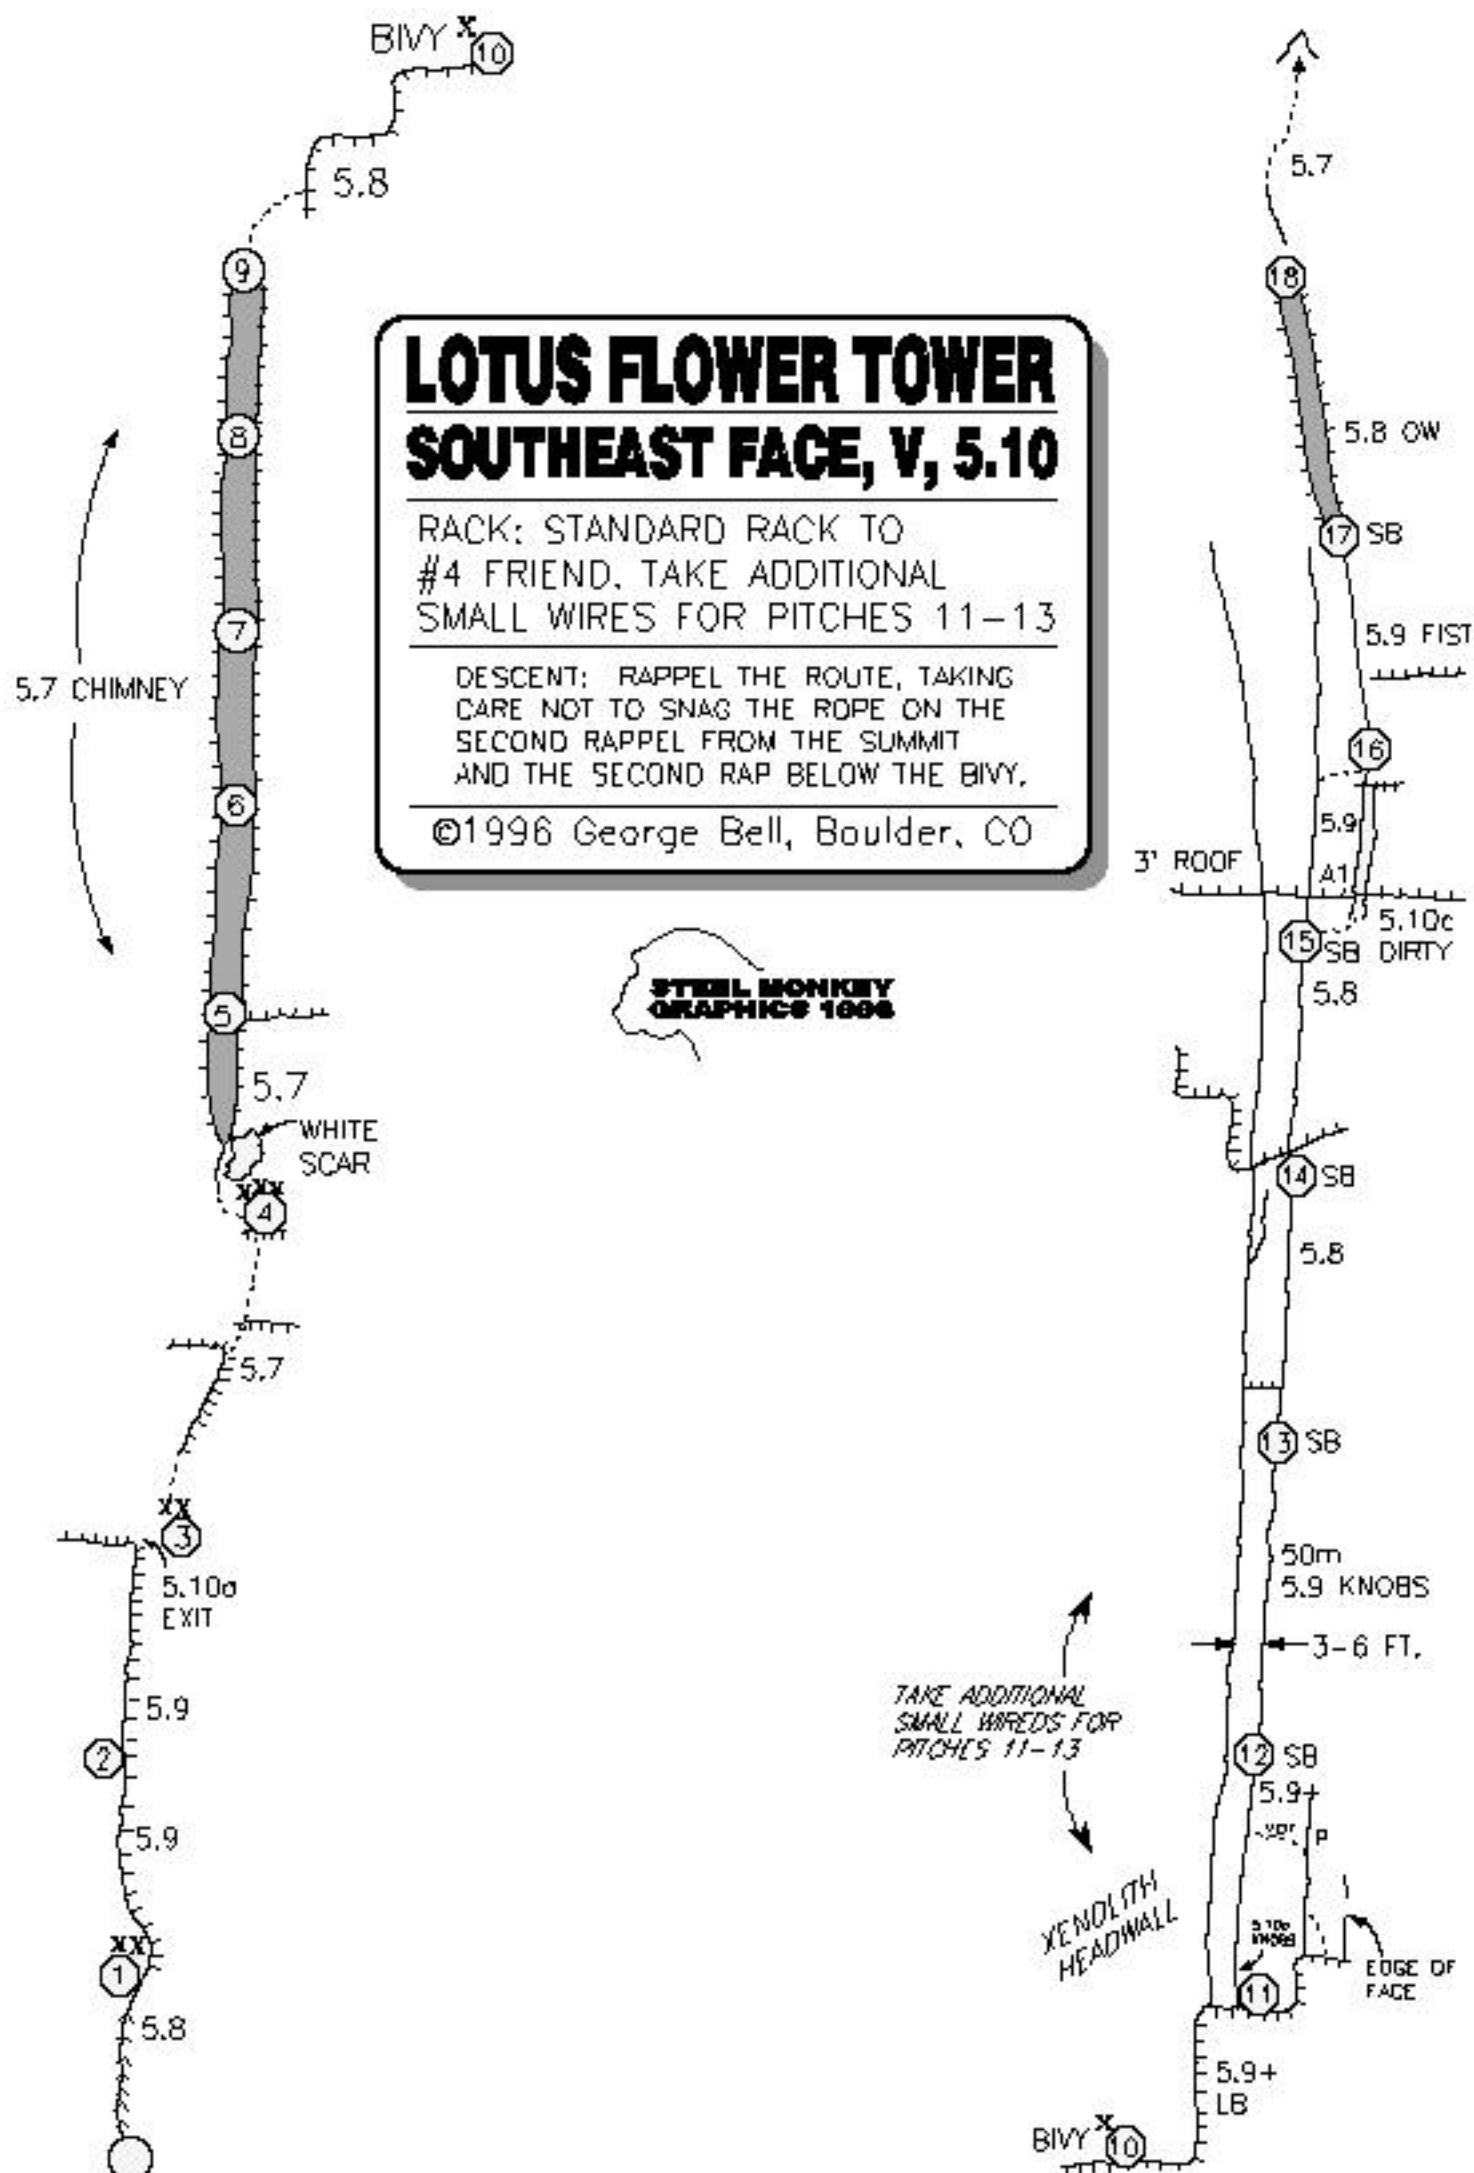 BIVY X
10
5.8
9
8
7
5.7 CHIMNEY
6
5
5.7
WHITE
SCAR
XXX
4
5.7
XX
3
5.10a
EXIT
5.9
2
5.9
XX
1
5.8
LOTUS FLOWER TOWER
SOUTHEAST FACE, V, 5.10
RACK: STANDARD RACK TO
#4 FRIEND. TAKE ADDITIONAL
SMALL WIRES FOR PITCHES 11-13
DESCENT: RAPPEL THE ROUTE, TAKING
CARE NOT TO SNAG THE ROPE ON THE
SECOND RAPPEL FROM THE SUMMIT
AND THE SECOND RAP BELOW THE BIVY.
©1996 George Bell, Boulder, CO
STEEL MONKEY
GRAPHICS 1996
5.7
18
5.8 OW
17 SB
5.9 FIST
16
5.9
3' ROOF
A1
5.10c
15 SB DIRTY
5.8
14 SB
5.8
13 SB
50m
5.9 KNOBS
3-6 FT.
TAKE ADDITIONAL
SMALL WIREDS FOR
PITCHES 11-13
12 SB
5.9+
P
XENOLITH
HEADWALL
KNOBS
EDGE OF
FACE
11
5.9+
LB
BIVY X
10